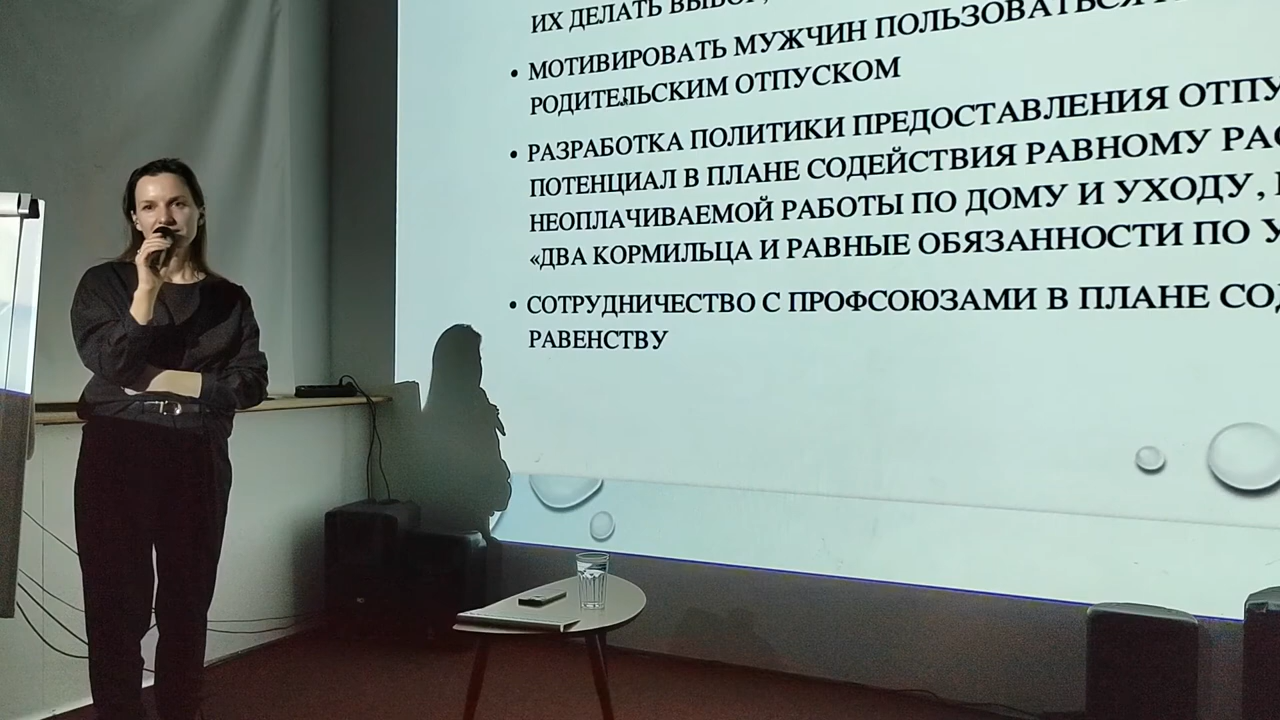 ИХ ДЕЛАТЬ ВЫБОР,
• МОТИВИРОВАТЬ МУЖЧИН ПОЛЬЗОВАТЬСЯ
РОДИТЕЛЬСКИМ ОТПУСКОМ
• РАЗРАБОТКА ПОЛИТИКИ ПРЕДОСТАВЛЕНИЯ
ПОТЕНЦИАЛ В ПЛАНЕ СОДЕЙСТВИЯ РАВНОМУ
НЕОПЛАЧИВАЕМОЙ РАБОТЫ ПО ДОМУ И УХОДУ,
«ДВА КОРМИЛЬЦА И РАВНЫЕ ОБЯЗАННОСТИ ПО
• СОТРУДНИЧЕСТВО С ПРОФСОЮЗАМИ В ПЛАНЕ
РАВЕНСТВУ